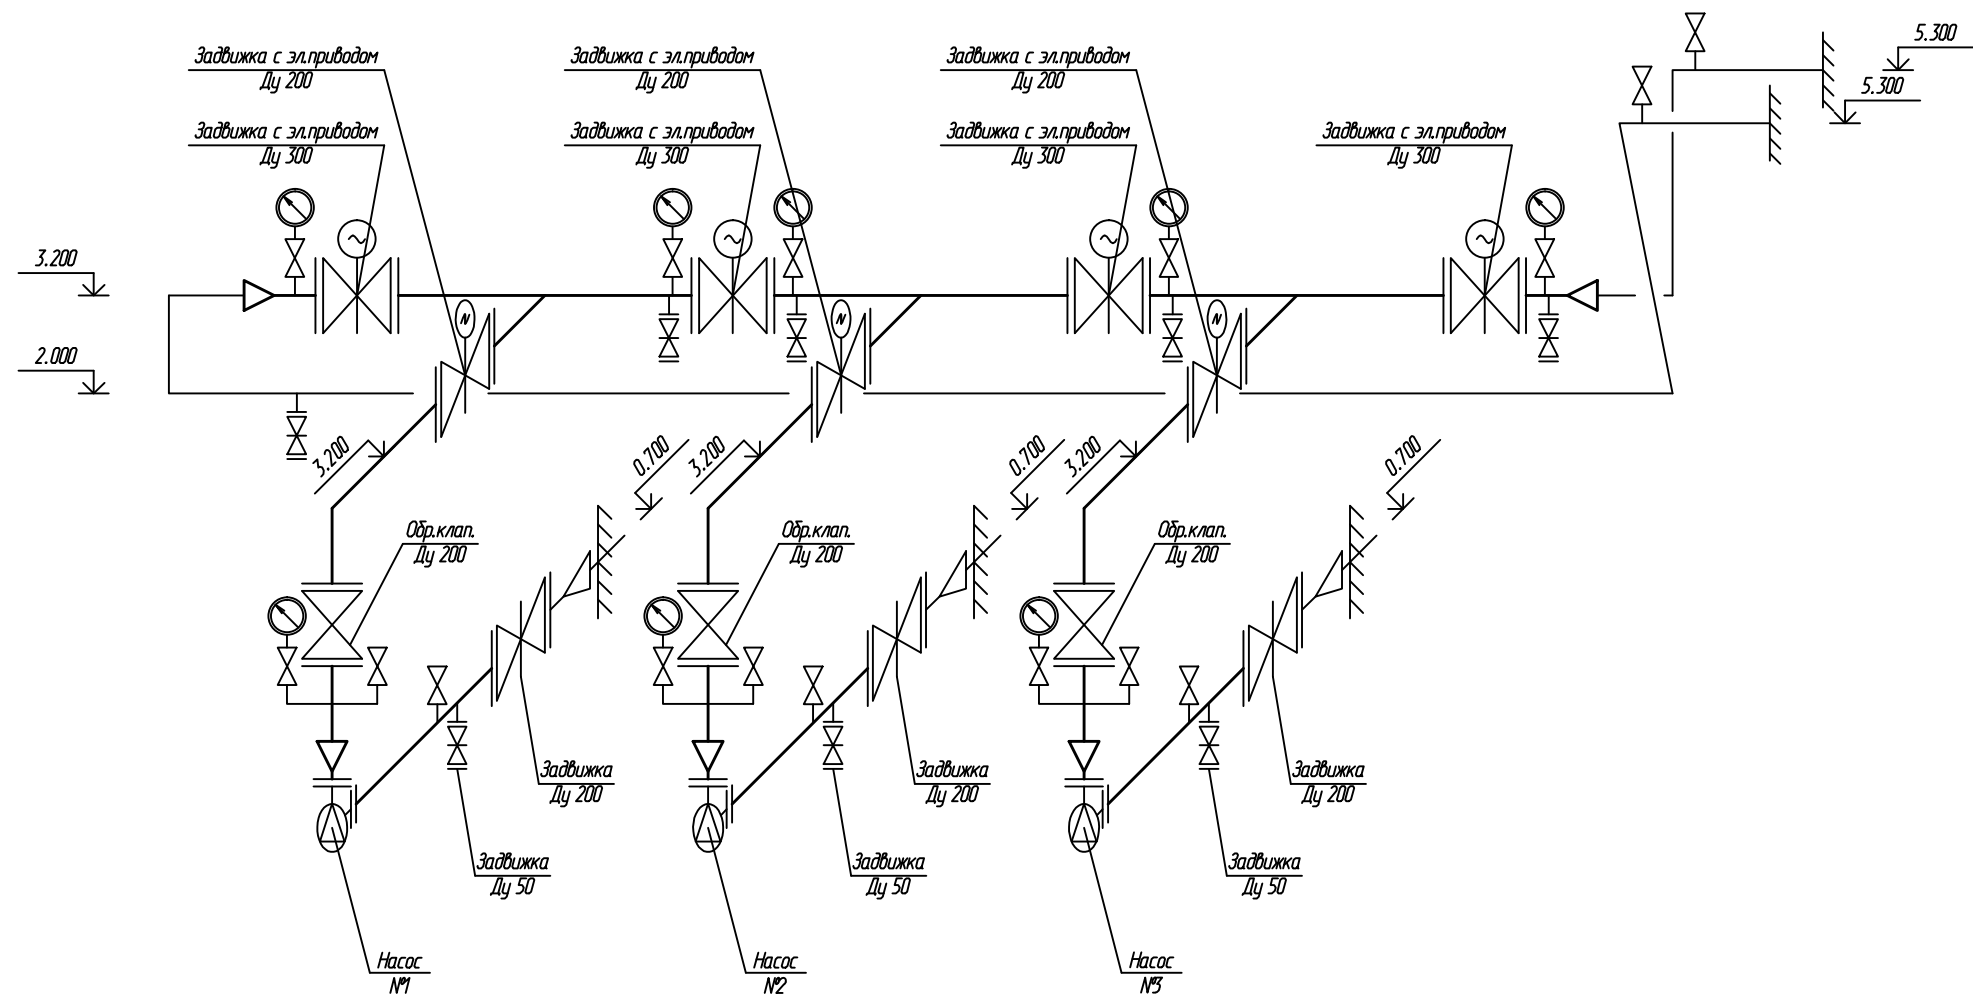 5.300
Задвижка с эл.приводом
Ду 200
Задвижка с эл.приводом
Ду 200
Задвижка с эл.приводом
Ду 200
5.300
Задвижка с эл.приводом
Ду 300
Задвижка с эл.приводом
Ду 300
Задвижка с эл.приводом
Ду 300
Задвижка с эл.приводом
Ду 300
~
~
~
~
3.200
N
N
N
2.000
3.200
0.700
3.200
0.700
3.200
0.700
Обр.клап.
Ду 200
Обр.клап.
Ду 200
Обр.клап.
Ду 200
Задвижка
Ду 200
Задвижка
Ду 200
Задвижка
Ду 200
Задвижка
Ду 50
Задвижка
Ду 50
Задвижка
Ду 50
Насос
№1
Насос
№2
Насос
№3